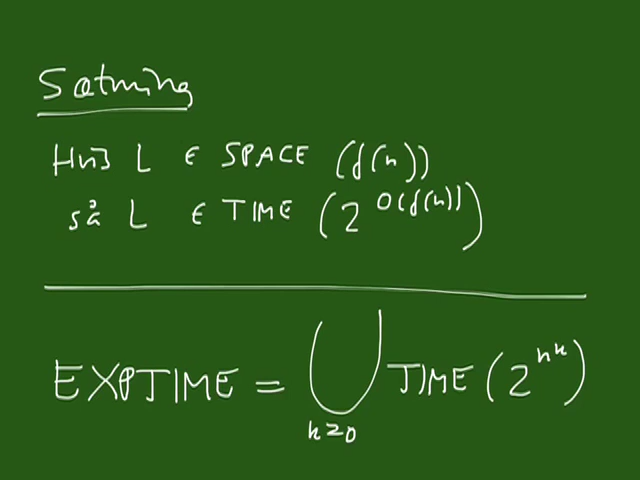 Sætning
Hvis L ∈ SPACE (f(n))
så L ∈ TIME (2^O(f(n)))
EXPTIME = ⋃ TIME (2^n^k)
k≥0